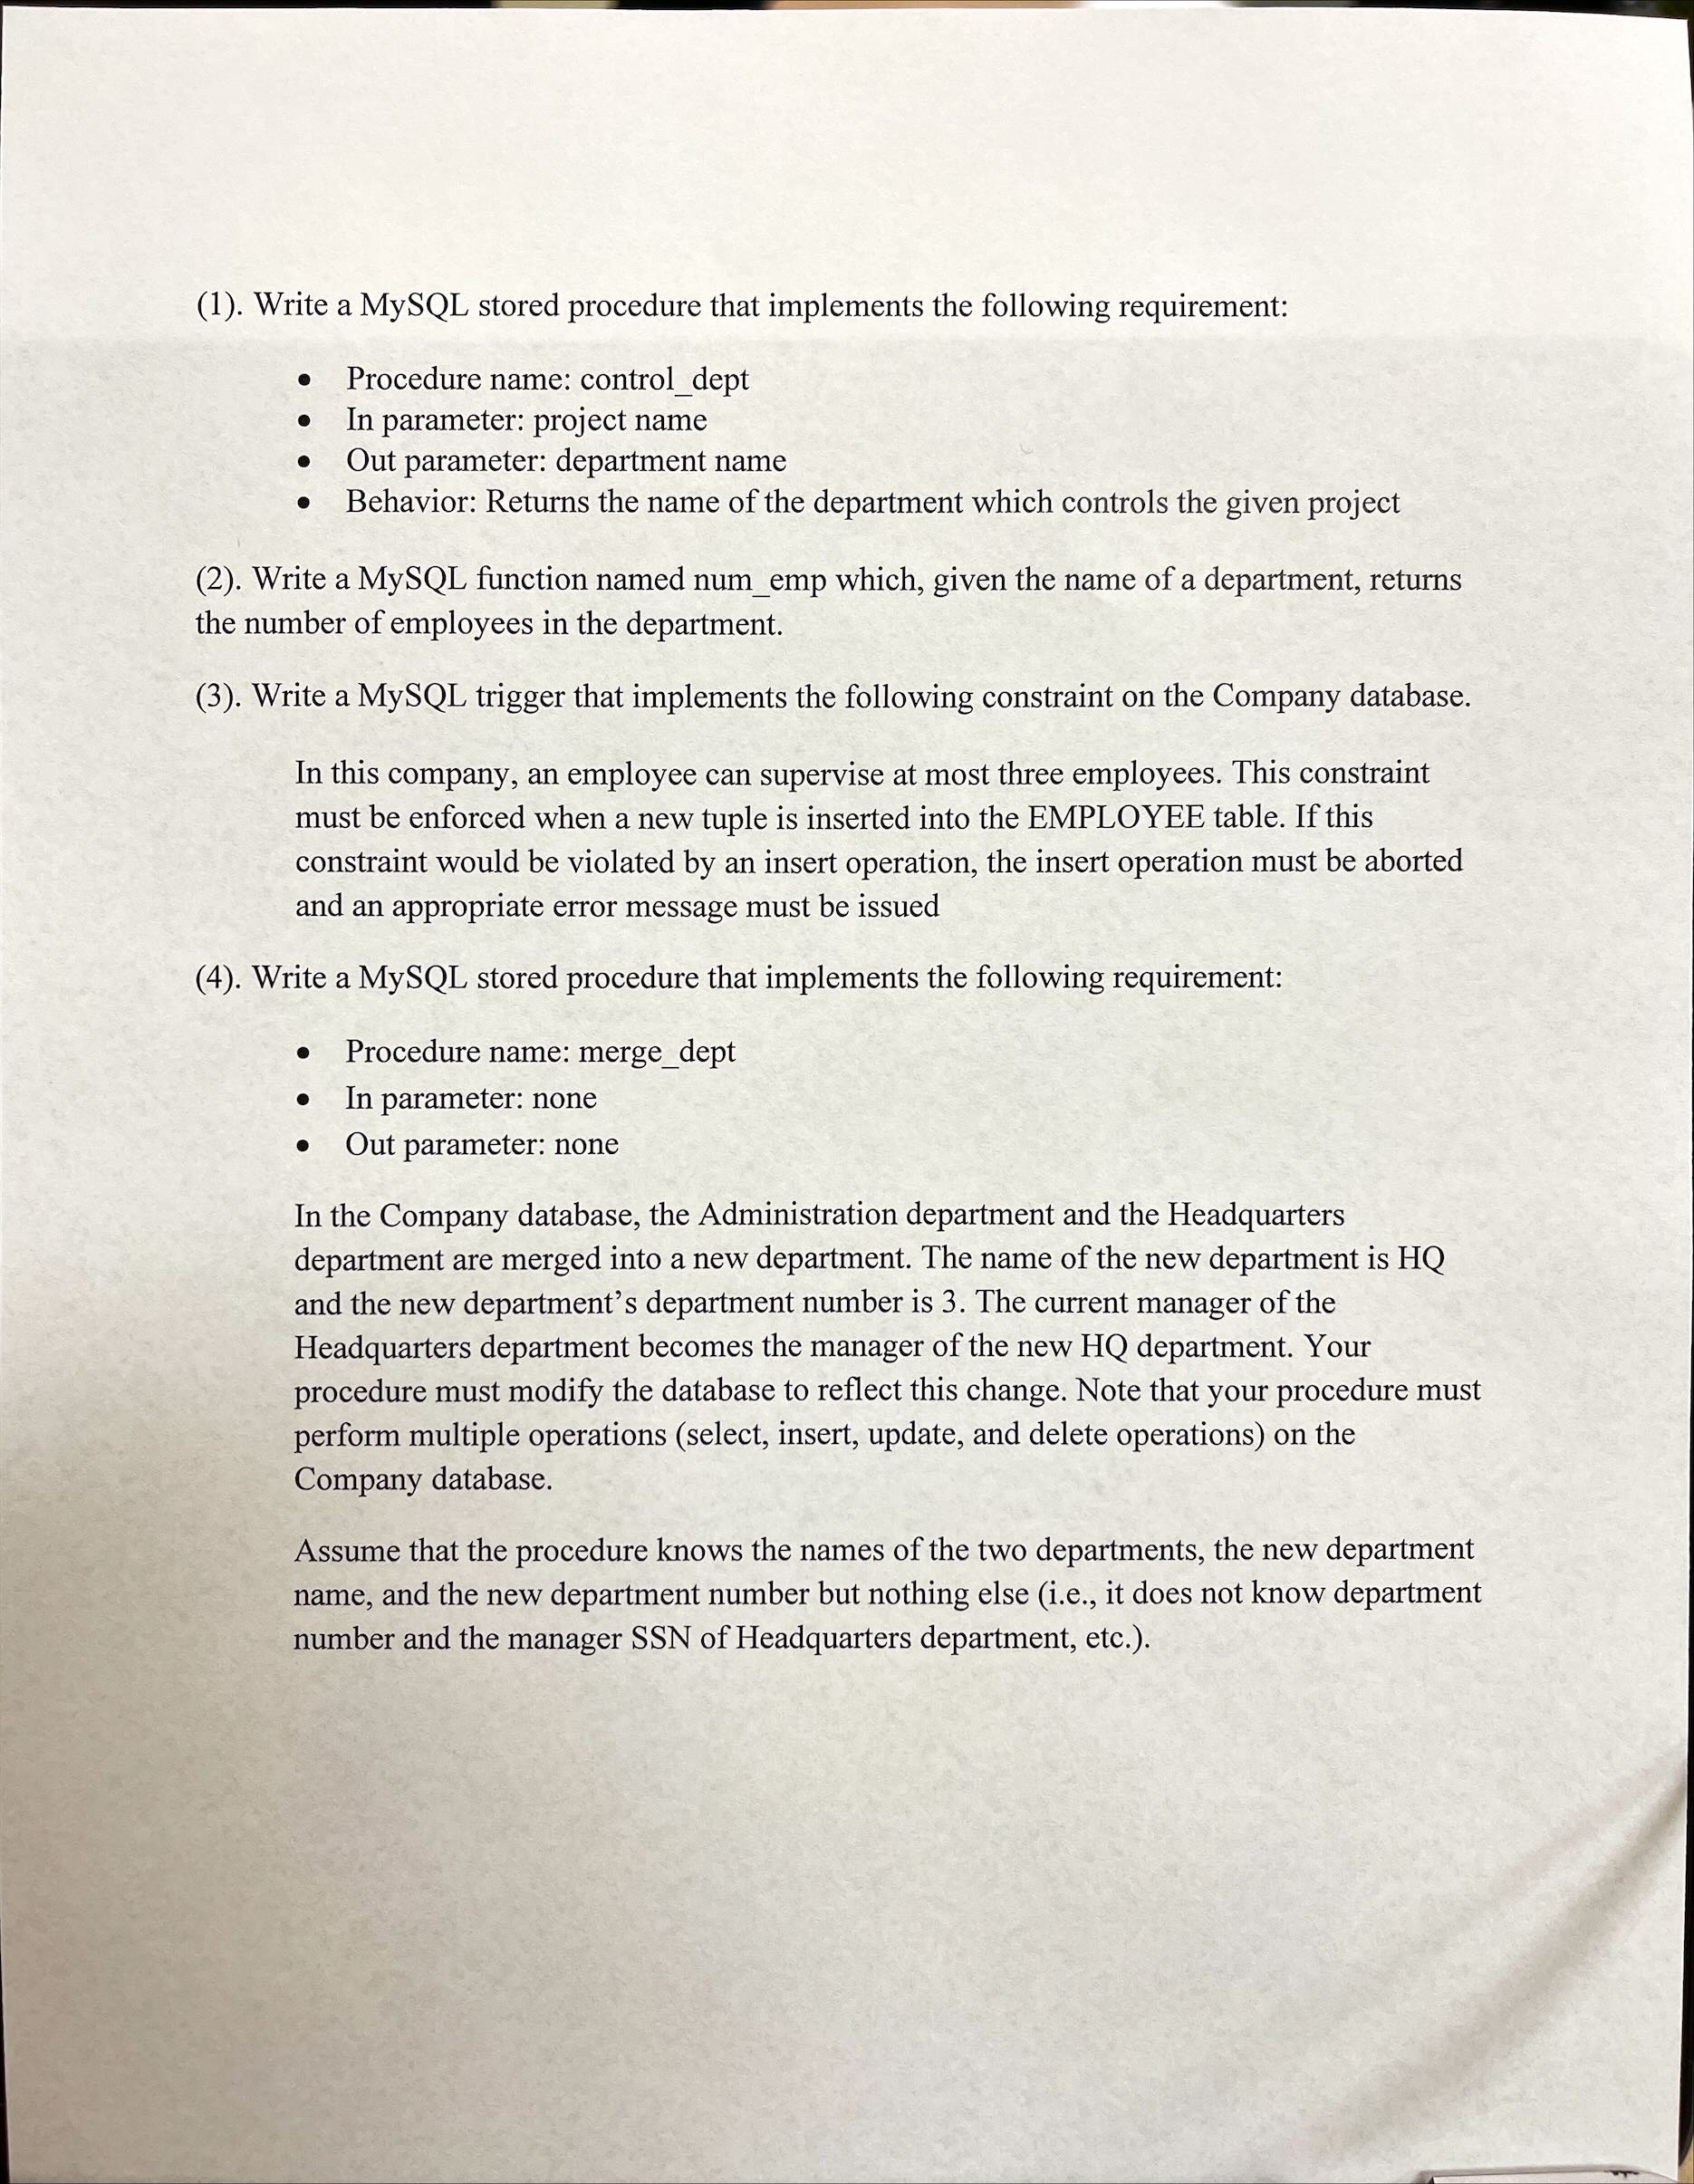 (1). Write a MySQL stored procedure that implements the following requirement:
• Procedure name: control_dept
• In parameter: project name
• Out parameter: department name
• Behavior: Returns the name of the department which controls the given project
(2). Write a MySQL function named num_emp which, given the name of a department, returns
the number of employees in the department.
(3). Write a MySQL trigger that implements the following constraint on the Company database.
In this company, an employee can supervise at most three employees. This constraint
must be enforced when a new tuple is inserted into the EMPLOYEE table. If this
constraint would be violated by an insert operation, the insert operation must be aborted
and an appropriate error message must be issued
(4). Write a MySQL stored procedure that implements the following requirement:
• Procedure name: merge_dept
• In parameter: none
• Out parameter: none
In the Company database, the Administration department and the Headquarters
department are merged into a new department. The name of the new department is HQ
and the new department’s department number is 3. The current manager of the
Headquarters department becomes the manager of the new HQ department. Your
procedure must modify the database to reflect this change. Note that your procedure must
perform multiple operations (select, insert, update, and delete operations) on the
Company database.
Assume that the procedure knows the names of the two departments, the new department
name, and the new department number but nothing else (i.e., it does not know department
number and the manager SSN of Headquarters department, etc.).